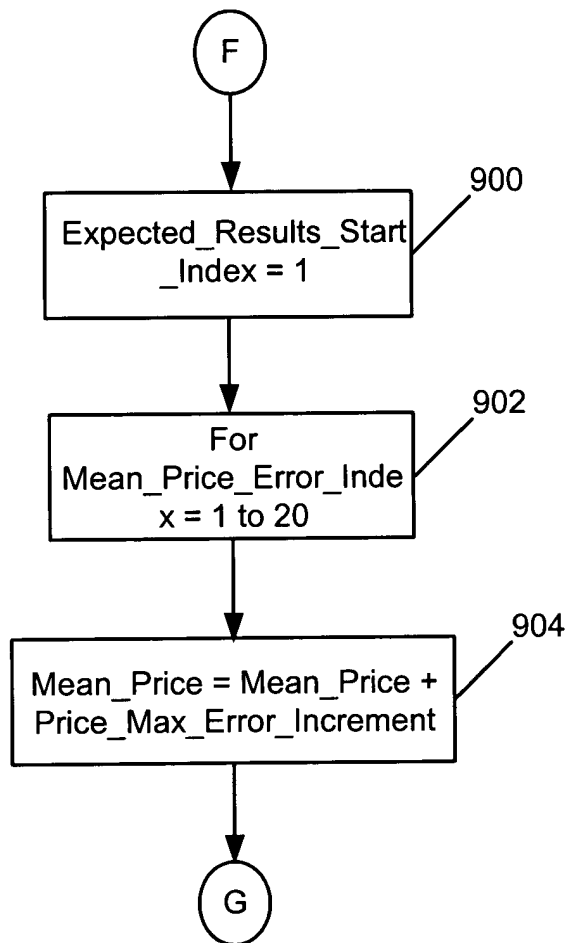 F
900
Expected_Results_Start
_Index = 1
902
For
Mean_Price_Error_Inde
x = 1 to 20
904
Mean_Price = Mean_Price +
Price_Max_Error_Increment
G